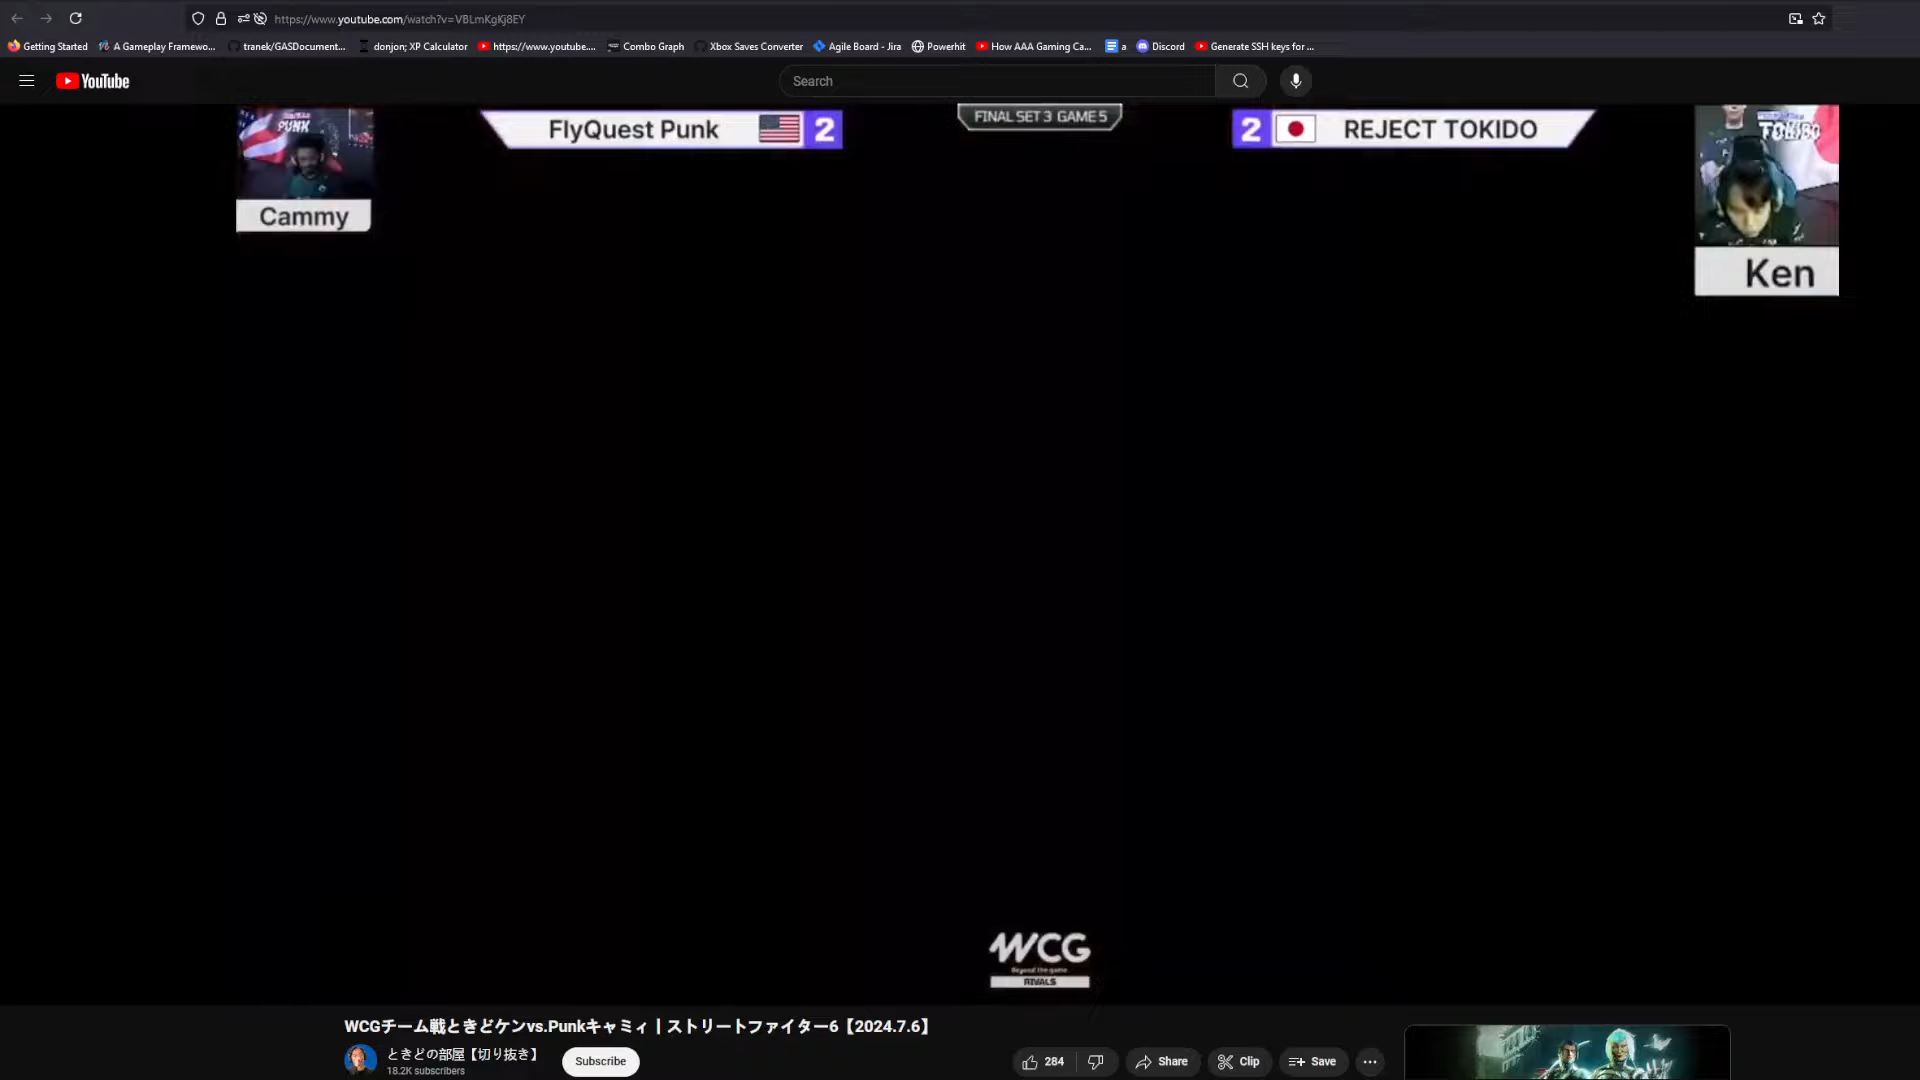 https://www.youtube.com/watch?v=VBLmKgKj8EY
Getting Started
A Gameplay Framewo...
tranek/GASDocument...
donjon; XP Calculator
https://www.youtube....
Combo Graph
Xbox Saves Converter
Agile Board - Jira
Powerhit
How AAA Gaming Ca...
a
Discord
Generate SSH keys for ...
YouTube
Search
PUNK
FlyQuest Punk
2
FINAL SET 3 GAME 5
2
REJECT TOKIDO
TOKIDO
Cammy
Ken
WCG
Beyond the game
RIVALS
WCGチーム戦ときどケンvs.Punkキャミィ | ストリートファイター6【2024.7.6】
ときどの部屋【切り抜き】
18.2K subscribers
Subscribe
284
Share
Clip
Save